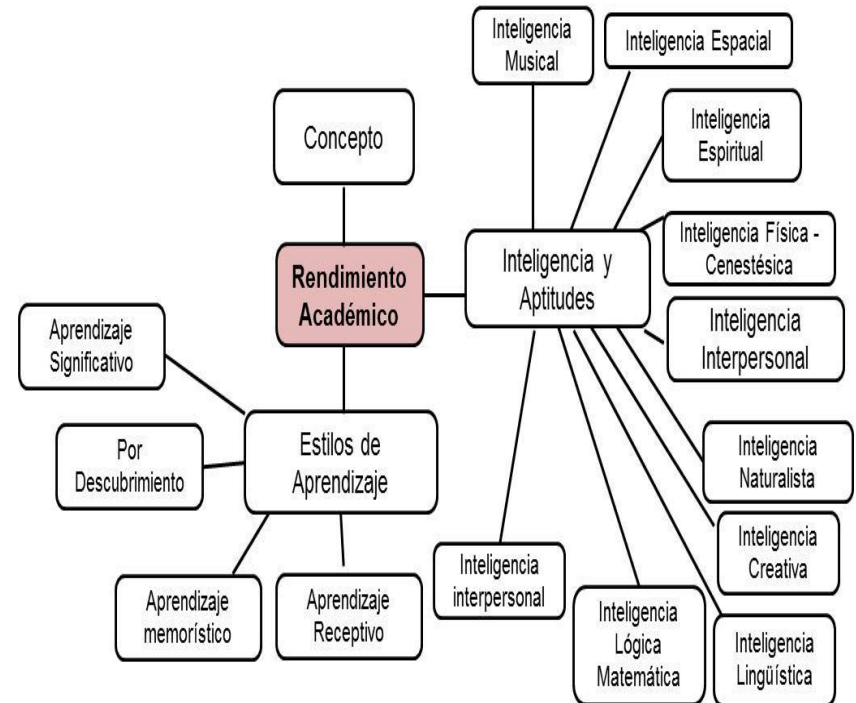 Inteligencia
Musical
Inteligencia Espacial
Concepto
Inteligencia
Espiritual
Rendimiento
Académico
Inteligencia y
Aptitudes
Inteligencia Física -
Cenestésica
Inteligencia
Interpersonal
Aprendizaje
Significativo
Por
Descubrimiento
Estilos de
Aprendizaje
Inteligencia
Naturalista
Inteligencia
Creativa
Aprendizaje
memorístico
Aprendizaje
Receptivo
Inteligencia
interpersonal
Inteligencia
Lógica
Matemática
Inteligencia
Lingüística